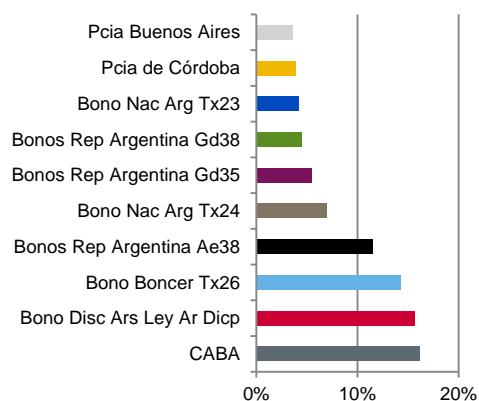 Pcia Buenos Aires
Pcia de Córdoba
Bono Nac Arg Tx23
Bonos Rep Argentina Gd38
Bonos Rep Argentina Gd35
Bono Nac Arg Tx24
Bonos Rep Argentina Ae38
Bono Boncer Tx26
Bono Disc Ars Ley Ar Dicp
CABA
0% 10% 20%